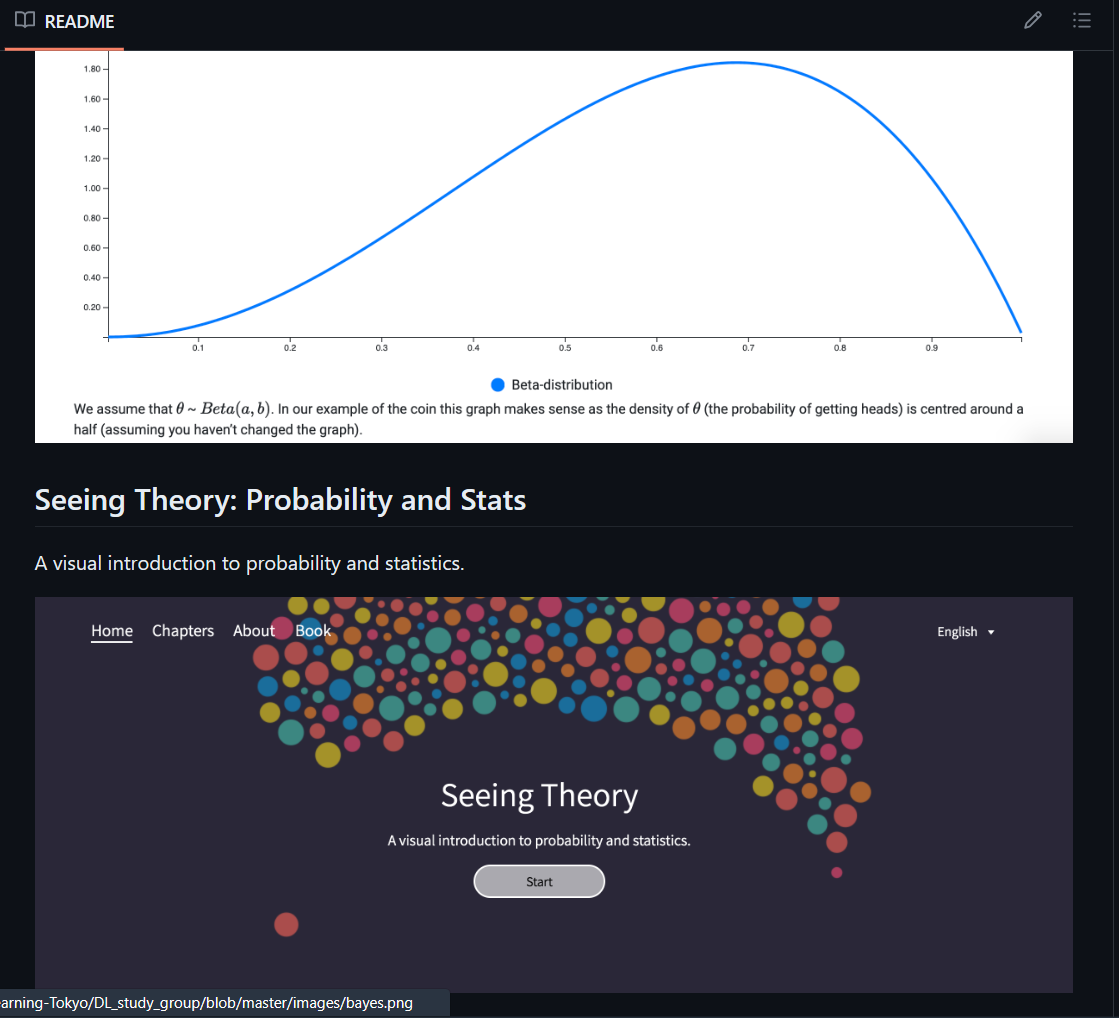 README
1.80
1.60
1.40
1.20
1.00
0.80
0.60
0.40
0.20
0.1 0.2 0.3 0.4 0.5 0.6 0.7 0.8 0.9
Beta-distribution
We assume that θ ~ Beta(a, b). In our example of the coin this graph makes sense as the density of θ (the probability of getting heads) is centred around a
half (assuming you haven't changed the graph).
Seeing Theory: Probability and Stats
A visual introduction to probability and statistics.
Home Chapters About Book English
Seeing Theory
A visual introduction to probability and statistics.
Start
arning-Tokyo/DL_study_group/blob/master/images/bayes.png